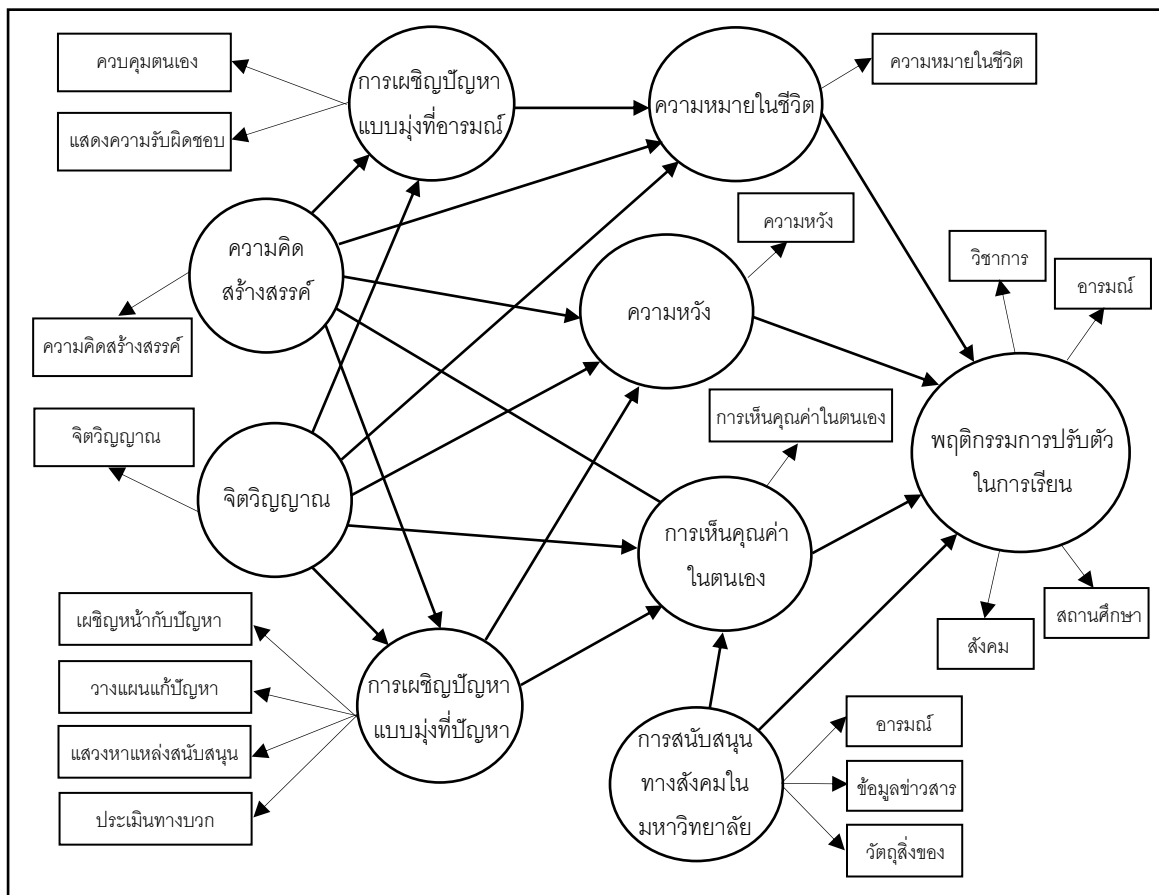 ควบคุมตนเอง
แสดงความรับผิดชอบ
การเผชิญปัญหา
แบบมุ่งที่อารมณ์
ความหมายในชีวิต
ความหมายในชีวิต
ความคิด
สร้างสรรค์
ความคิดสร้างสรรค์
ความหวัง
ความหวัง
วิชาการ
อารมณ์
จิตวิญญาณ
จิตวิญญาณ
การเห็นคุณค่าในตนเอง
การเห็นคุณค่า
ในตนเอง
พฤติกรรมการปรับตัว
ในการเรียน
สถานศึกษา
สังคม
เผชิญหน้ากับปัญหา
วางแผนแก้ปัญหา
แสวงหาแหล่งสนับสนุน
ประเมินทางบวก
การเผชิญปัญหา
แบบมุ่งที่ปัญหา
การสนับสนุน
ทางสังคมใน
มหาวิทยาลัย
อารมณ์
ข้อมูลข่าวสาร
วัตถุสิ่งของ